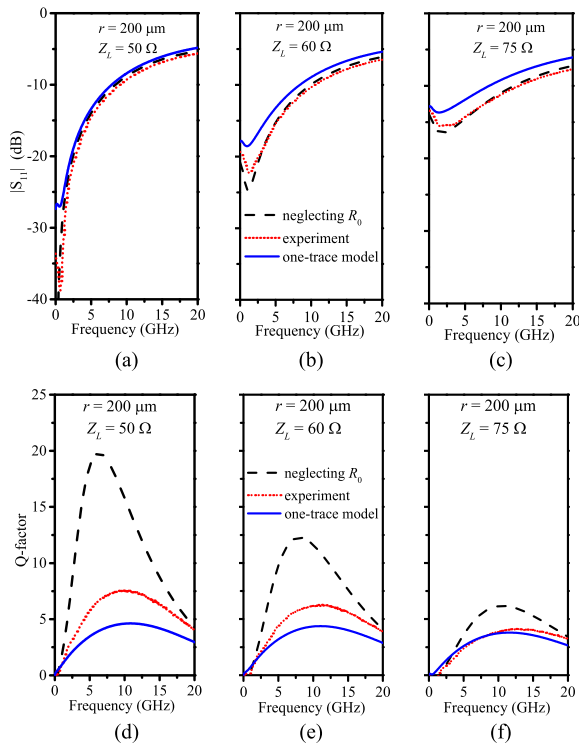 r = 200 μm
Z_L = 50 Ω
r = 200 μm
Z_L = 60 Ω
r = 200 μm
Z_L = 75 Ω
|S₁₁| (dB)
0
-10
-20
-30
-40
neglecting R₀
experiment
one-trace model
0 5 10 15 20
0 5 10 15 20
0 5 10 15 20
Frequency (GHz)
Frequency (GHz)
Frequency (GHz)
(a)
(b)
(c)
r = 200 μm
Z_L = 50 Ω
r = 200 μm
Z_L = 60 Ω
r = 200 μm
Z_L = 75 Ω
Q-factor
25
20
15
10
5
0
neglecting R₀
experiment
one-trace model
0 5 10 15 20
0 5 10 15 20
0 5 10 15 20
Frequency (GHz)
Frequency (GHz)
Frequency (GHz)
(d)
(e)
(f)